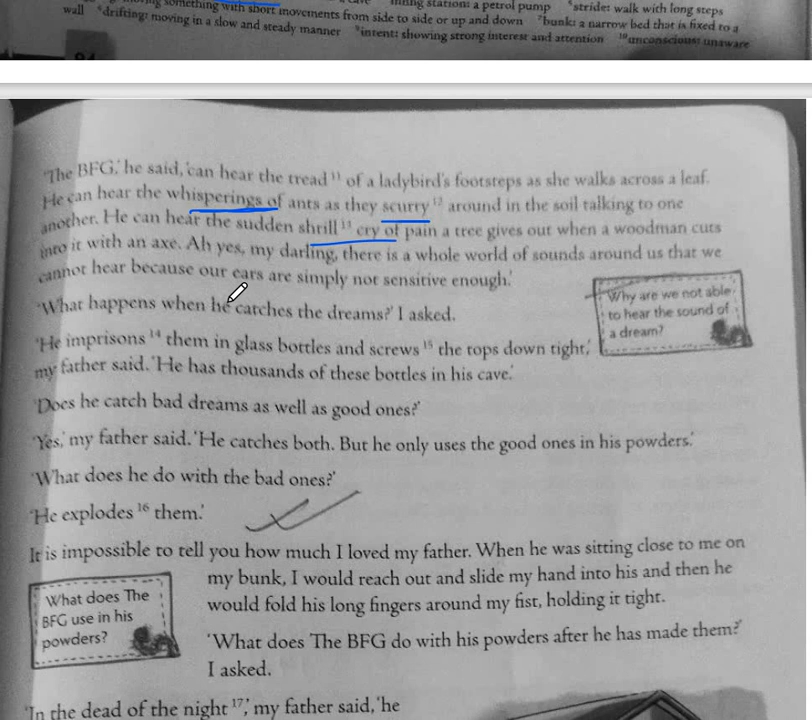 something with short movements from side to side or up and down
station: a petrol pump
stride: walk with long steps
wall drifting: moving in a slow and steady manner
intent: showing strong interest and attention
bunk: a narrow bed that is fixed to a
unconscious: unaware
'The BFG,' he said, 'can hear the tread 11 of a ladybird's footsteps as she walks across a leaf.
He can hear the whisperings of ants as they scurry 12 around in the soil talking to one
another. He can hear the sudden shrill 13 cry of pain a tree gives out when a woodman cuts
into it with an axe. Ah yes, my darling, there is a whole world of sounds around us that we
cannot hear because our ears are simply not sensitive enough.'
'What happens when he catches the dreams?' I asked.
Why are we not able
to hear the sound of
a dream?
'He imprisons 14 them in glass bottles and screws 15 the tops down tight,'
my father said. 'He has thousands of these bottles in his cave.'
'Does he catch bad dreams as well as good ones?'
'Yes,' my father said. 'He catches both. But he only uses the good ones in his powders.'
'What does he do with the bad ones?'
'He explodes 16 them.'
It is impossible to tell you how much I loved my father. When he was sitting close to me on
my bunk, I would reach out and slide my hand into his and then he
would fold his long fingers around my fist, holding it tight.
What does The
BFG use in his
powders?
'What does The BFG do with his powders after he has made them?'
I asked.
'In the dead of the night 17,' my father said, 'he